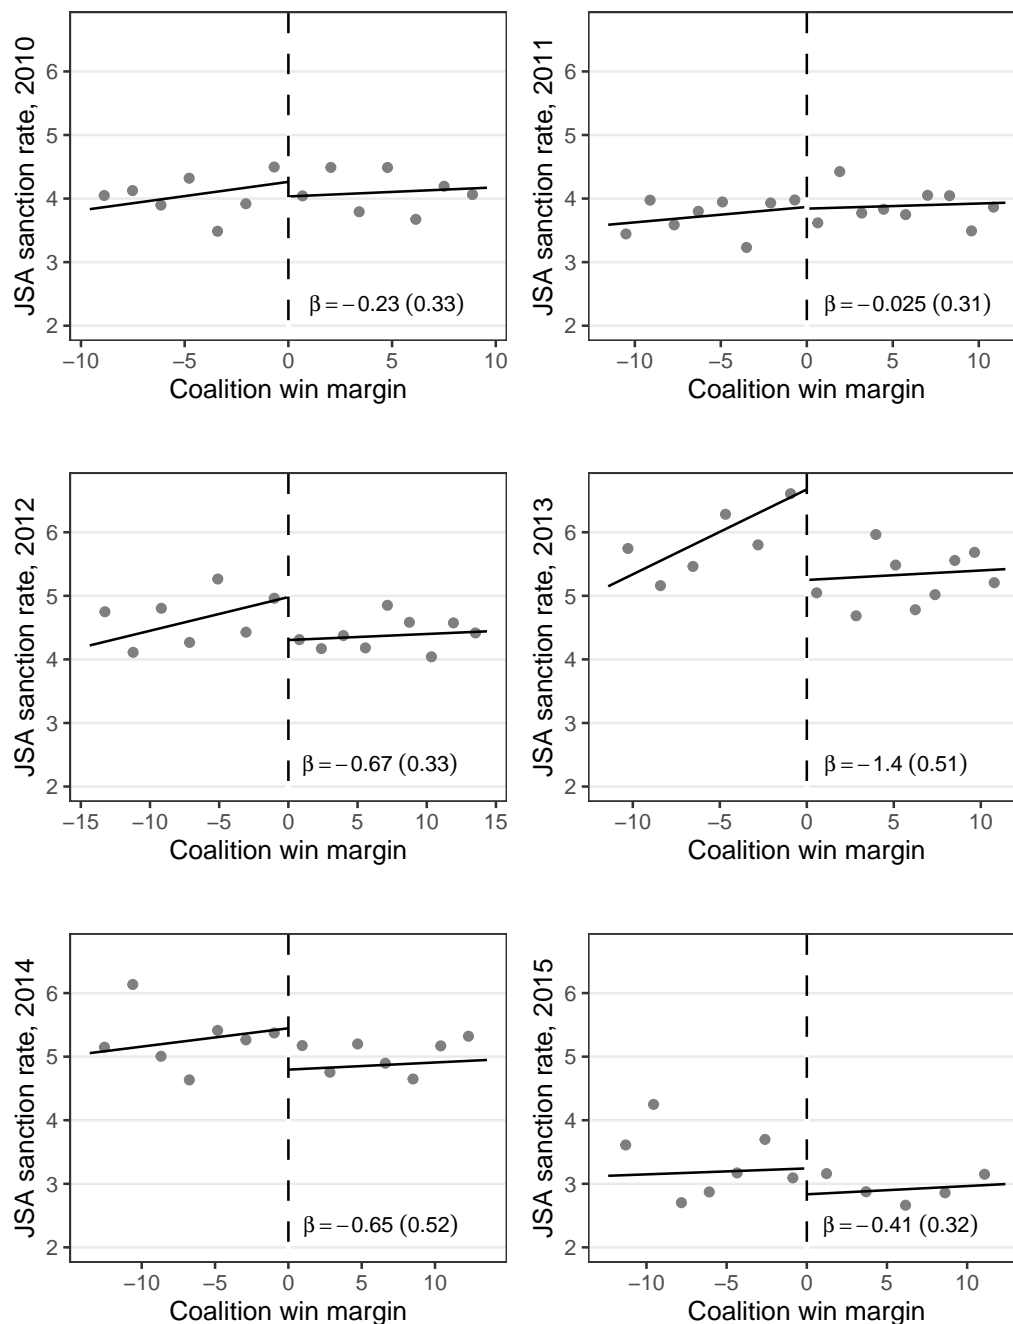 JSA sanction rate, 2010
6
5
4
3
2
β = −0.23 (0.33)
−10 −5 0 5 10
Coalition win margin
JSA sanction rate, 2011
6
5
4
3
2
β = −0.025 (0.31)
−10 −5 0 5 10
Coalition win margin
JSA sanction rate, 2012
6
5
4
3
2
β = −0.67 (0.33)
−15 −10 −5 0 5 10 15
Coalition win margin
JSA sanction rate, 2013
6
5
4
3
2
β = −1.4 (0.51)
−10 −5 0 5 10
Coalition win margin
JSA sanction rate, 2014
6
5
4
3
2
β = −0.65 (0.52)
−10 −5 0 5 10
Coalition win margin
JSA sanction rate, 2015
6
5
4
3
2
β = −0.41 (0.32)
−10 −5 0 5 10
Coalition win margin